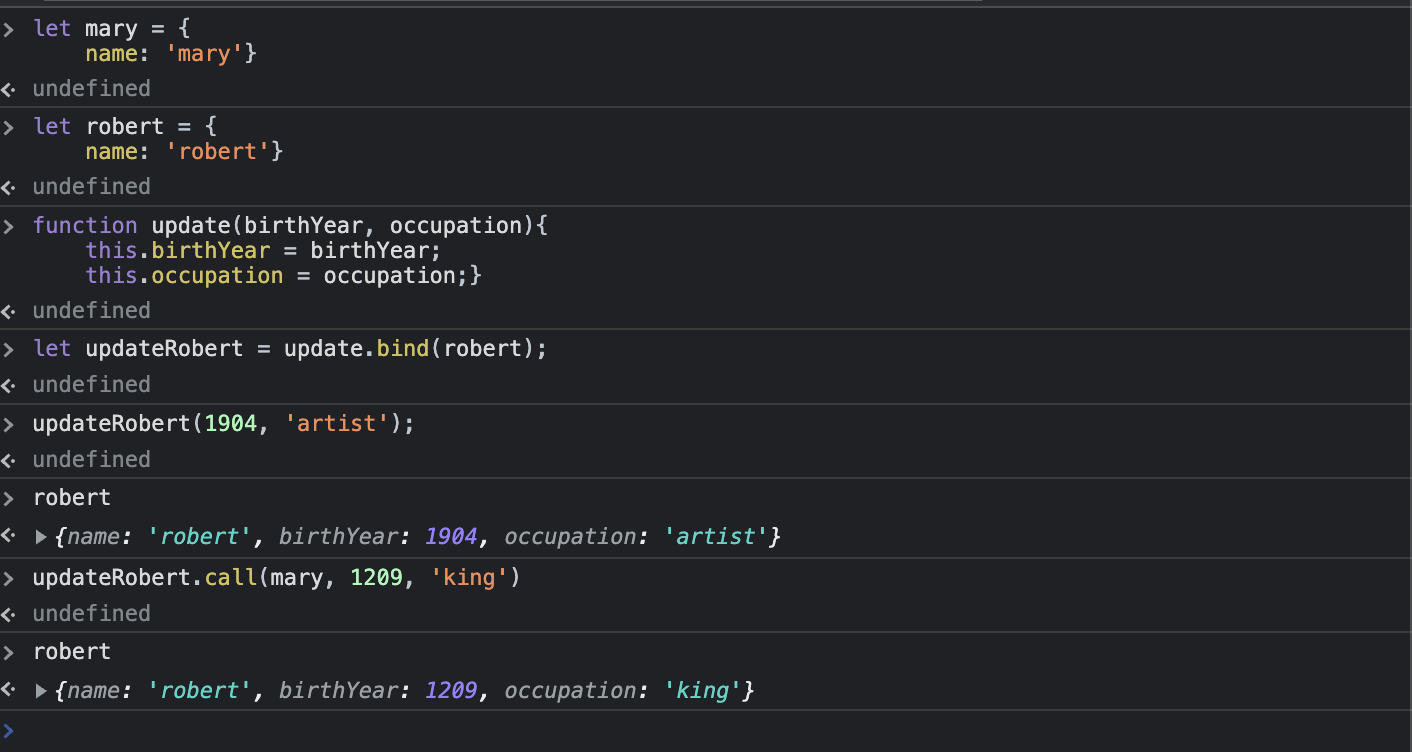 let mary = {
name: 'mary'}
undefined
let robert = {
name: 'robert'}
undefined
function update(birthYear, occupation){
this.birthYear = birthYear;
this.occupation = occupation;}
undefined
let updateRobert = update.bind(robert);
undefined
updateRobert(1904, 'artist');
undefined
robert
{name: 'robert', birthYear: 1904, occupation: 'artist'}
updateRobert.call(mary, 1209, 'king')
undefined
robert
{name: 'robert', birthYear: 1209, occupation: 'king'}